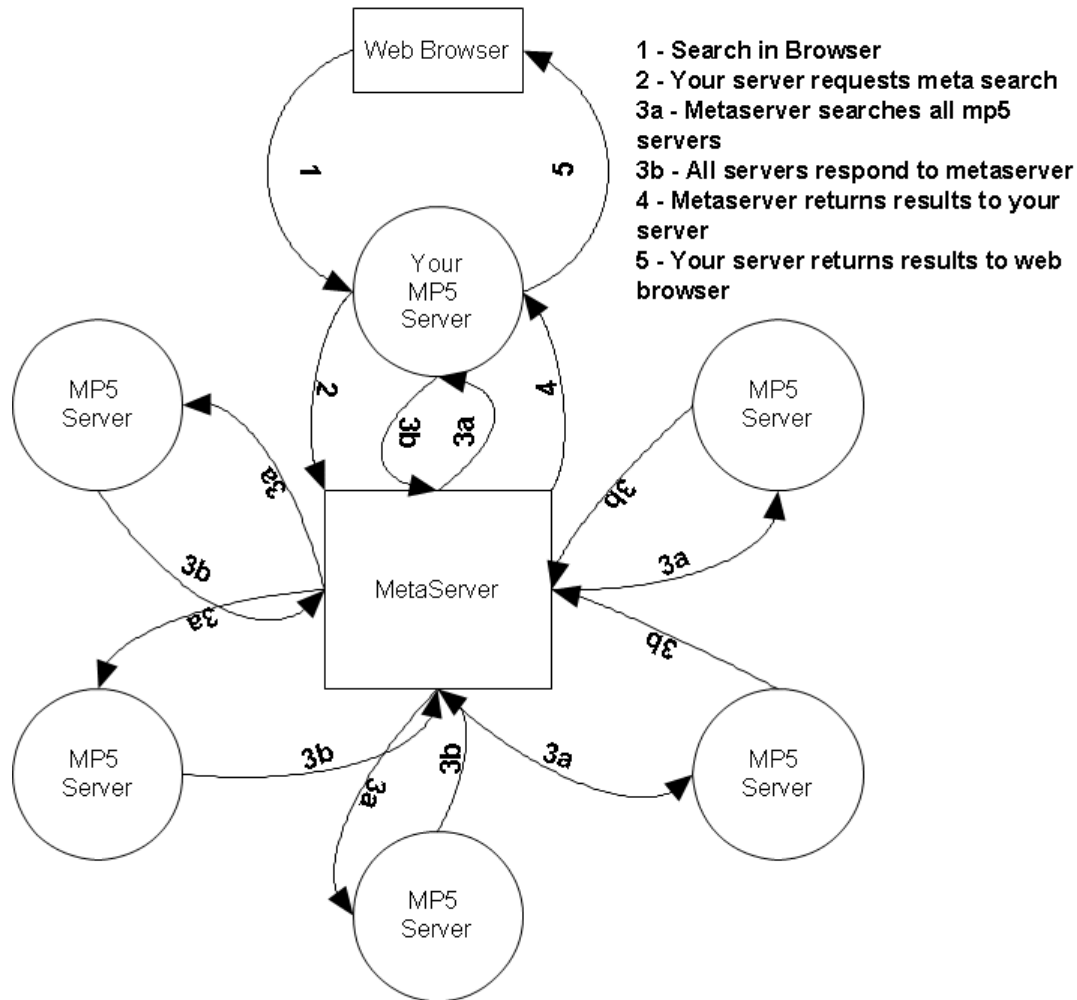 Web Browser
1 - Search in Browser
2 - Your server requests meta search
3a - Metaserver searches all mp5
servers
3b - All servers respond to metaserver
4 - Metaserver returns results to your
server
5 - Your server returns results to web
browser
1
5
Your
MP5
Server
2
3b
3a
4
MP5
Server
MP5
Server
3a
3b
3b
3a
MetaServer
3a
3b
MP5
Server
3b
3a
3b
3a
MP5
Server
MP5
Server